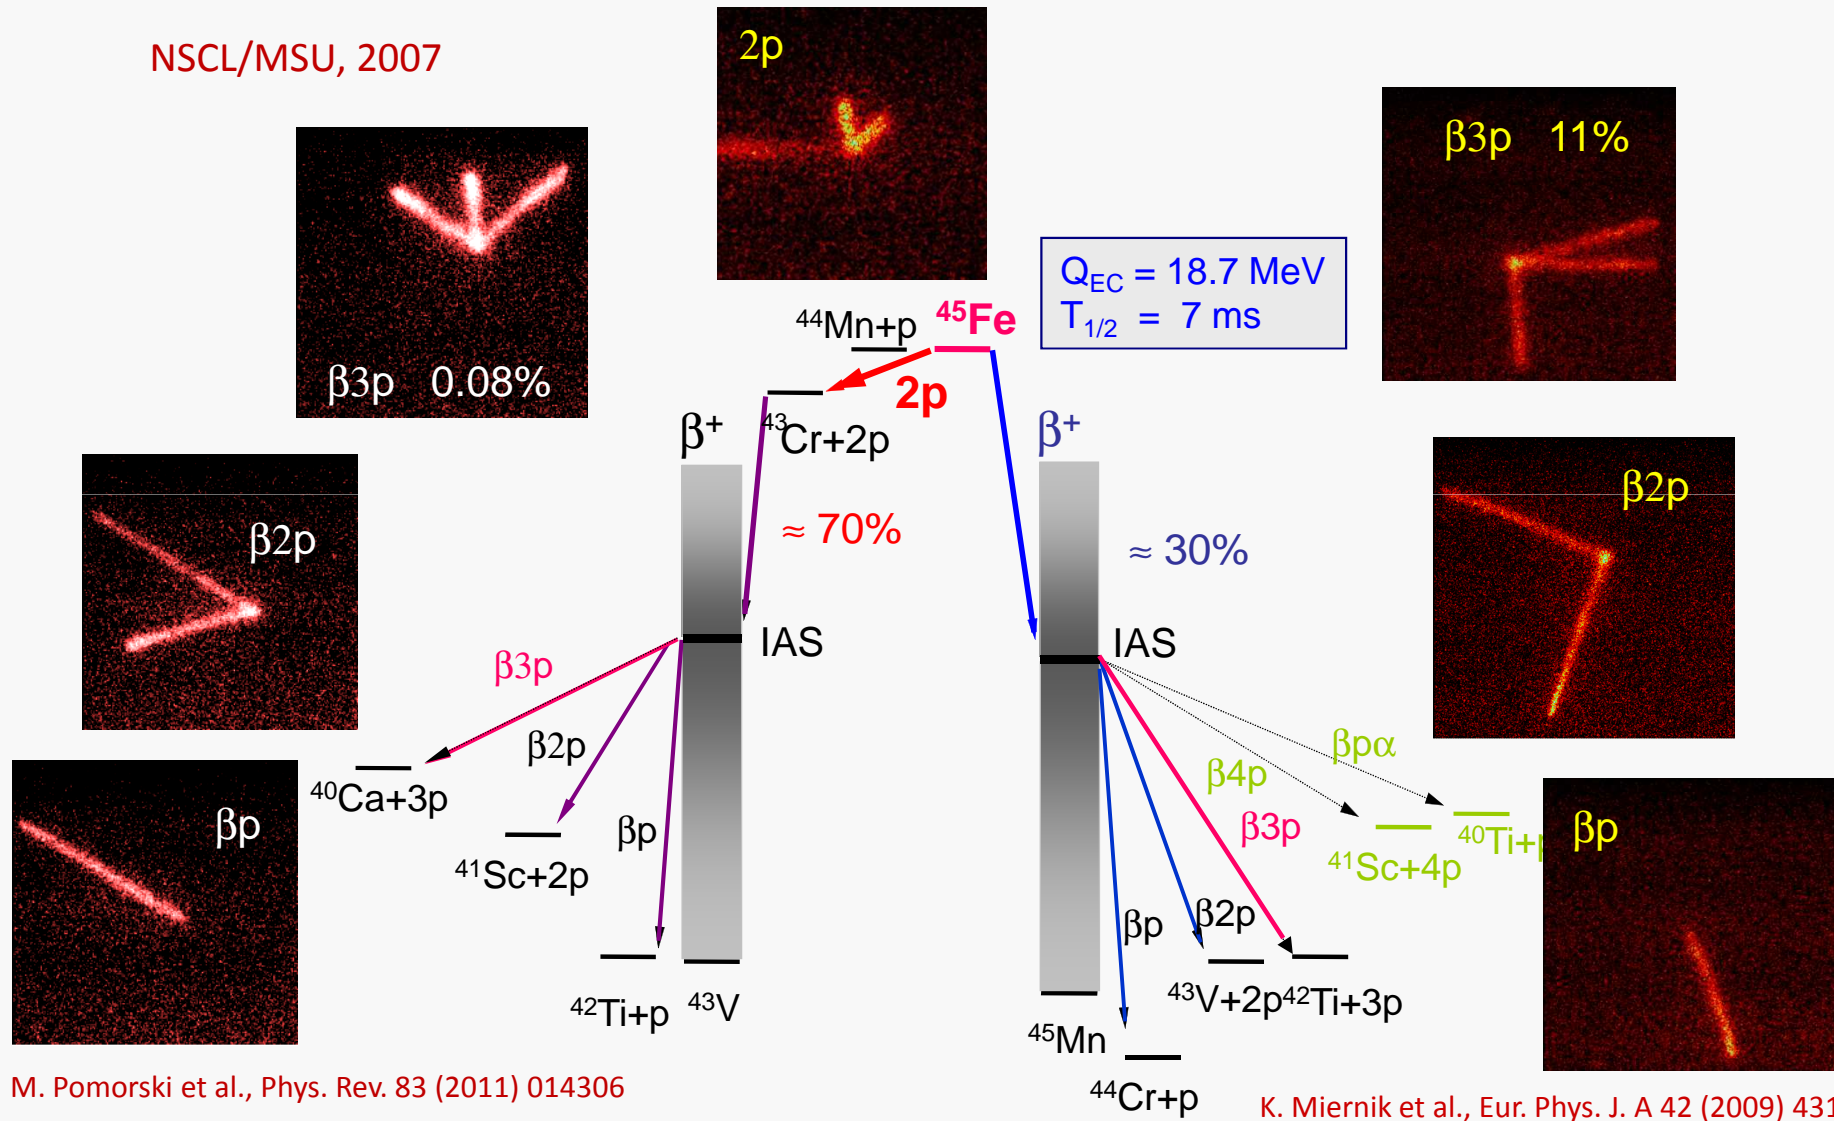 NSCL/MSU, 2007
2p
β3p 11%
β3p 0.08%
Q_EC = 18.7 MeV
T_1/2 = 7 ms
⁴⁴Mn+p
⁴⁵Fe
2p
⁴³Cr+2p
β⁺
β⁺
≈ 70%
≈ 30%
β2p
β2p
IAS
IAS
β3p
β2p
βp
⁴⁰Ca+3p
⁴¹Sc+2p
βp
⁴²Ti+p
⁴³V
βpα
β4p
β3p
β2p
βp
⁴⁰Ti+p
⁴¹Sc+4p
βp
⁴³V+2p
⁴²Ti+3p
⁴⁵Mn
⁴⁴Cr+p
M. Pomorski et al., Phys. Rev. 83 (2011) 014306
K. Miernik et al., Eur. Phys. J. A 42 (2009) 431